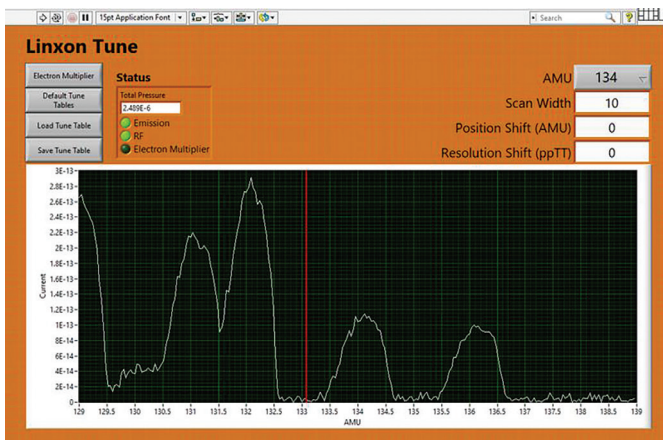 15pt Application Font
Search
Linxon Tune
Electron Multiplier
Default Tune
Tables
Load Tune Table
Save Tune Table
Status
Total Pressure
2.489E-6
Emission
RF
Electron Multiplier
AMU 134
Scan Width 10
Position Shift (AMU) 0
Resolution Shift (ppTT) 0
3E-13
2.8E-13
2.6E-13
2.4E-13
2.2E-13
2E-13
1.8E-13
1.6E-13
1.4E-13
1.2E-13
1E-13
8E-14
6E-14
4E-14
2E-14
0
Current
129 129.5 130 130.5 131 131.5 132 132.5 133 133.5 134 134.5 135 135.5 136 136.5 137 137.5 138 138.5 139
AMU